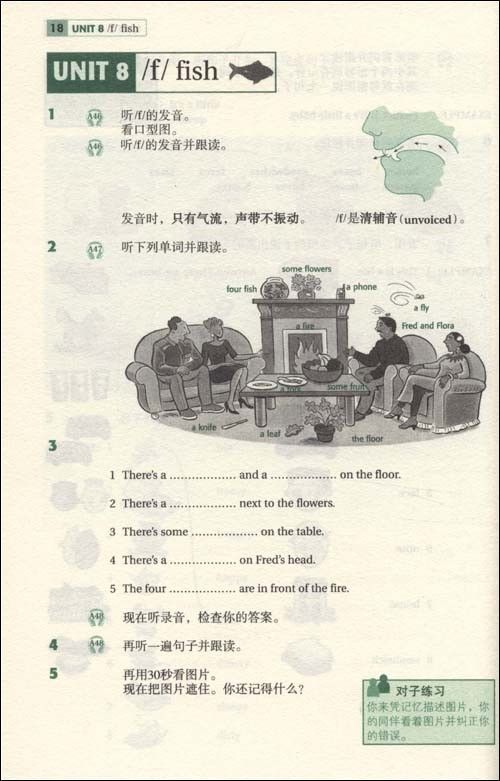 18 UNIT 8 /f/ fish
UNIT 8 /f/ fish
1 A46 听/f/的发音。
看口型图。
A46 听/f/的发音并跟读。
发音时，只有气流，声带不振动。 /f/是清辅音(unvoiced)。
2 A47 听下列单词并跟读。
some flowers
four fish
a phone
a fly
a fire
Fred and Flora
some fruit
a knife
a leaf
the floor
3
1 There's a .................. and a .................. on the floor.
2 There's a .................. next to the flowers.
3 There's some .................. on the table.
4 There's a .................. on Fred's head.
5 The four .................. are in front of the fire.
A48 现在听录音，检查你的答案。
4 A48 再听一遍句子并跟读。
5 再用30秒看图片。
现在把图片遮住。你还记得什么？
对子练习
你来凭记忆描述图片，你
的同伴看着图片并纠正你
的错误。